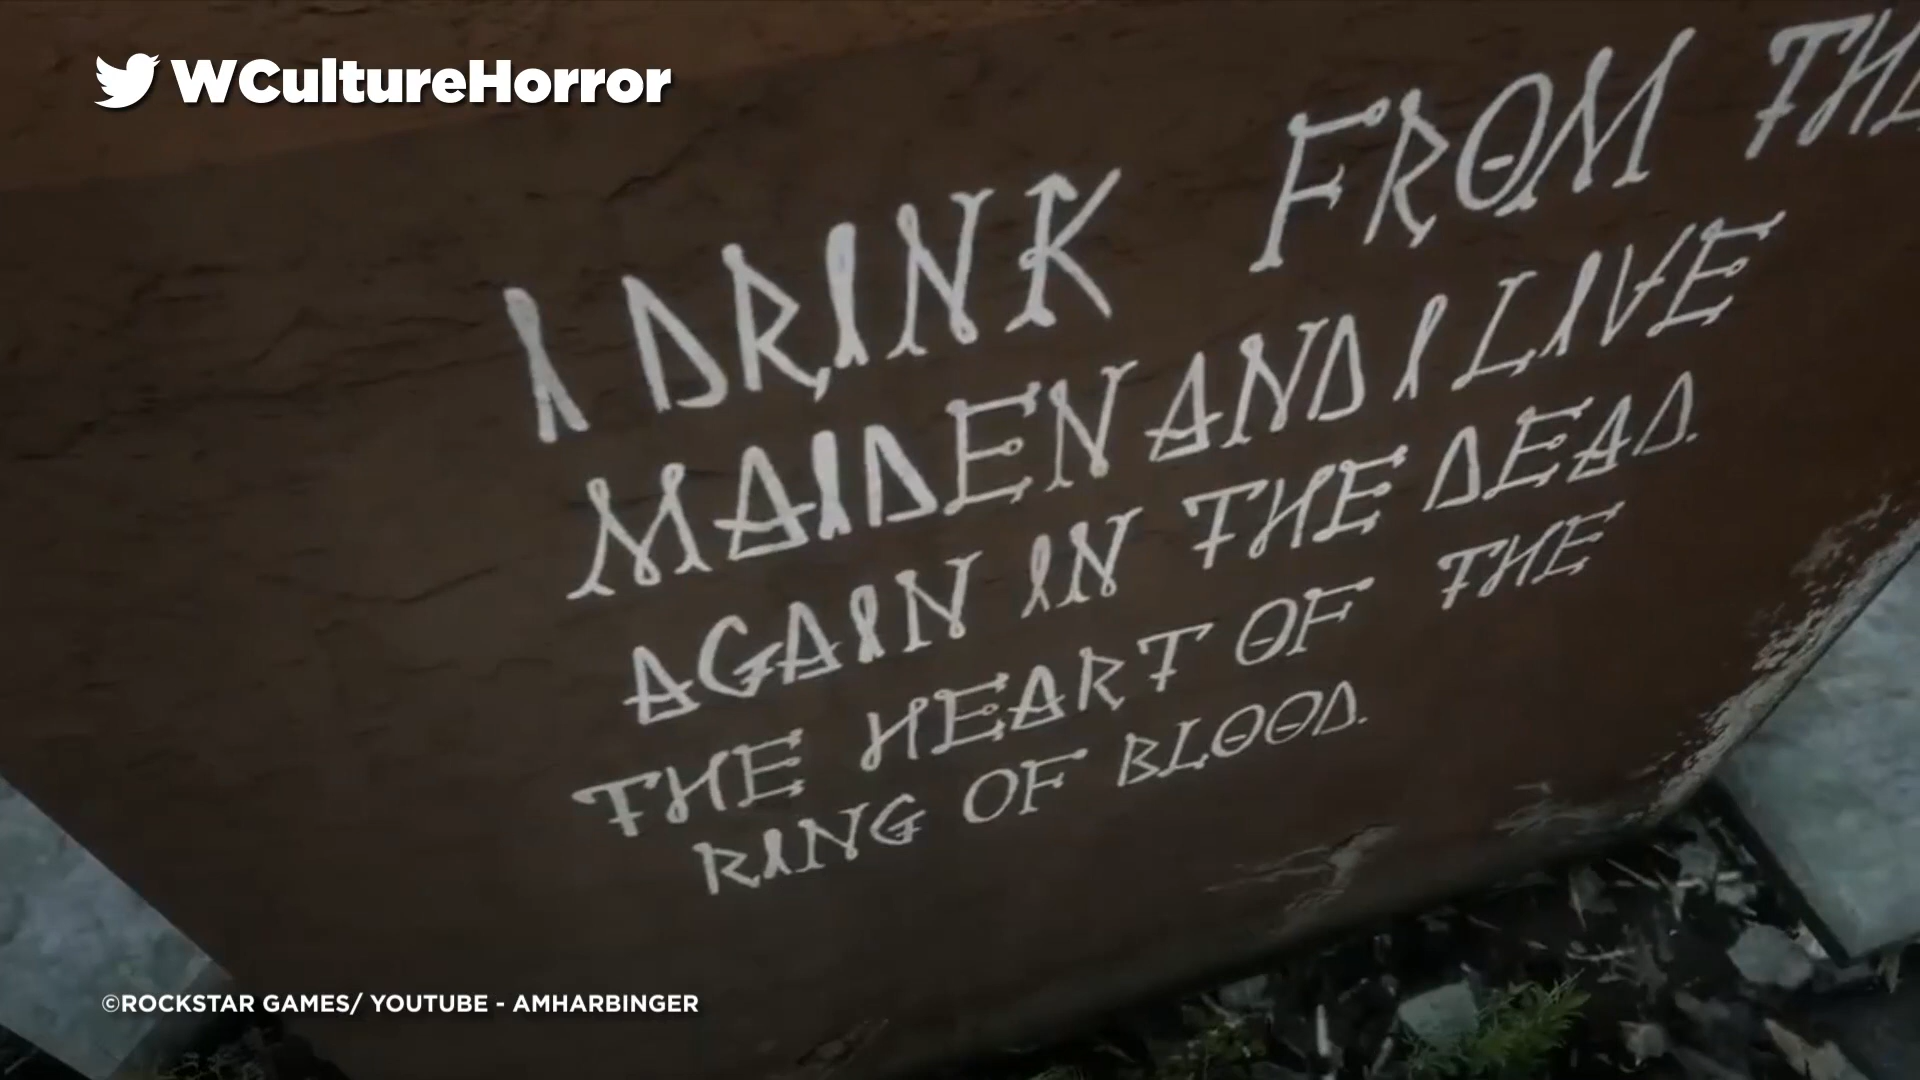 WCultureHorror
I DRINK FROM THE
MAIDEN AND I LIVE
AGAIN IN THE DEAD.
THE HEART OF THE
RING OF BLOOD.
©ROCKSTAR GAMES/ YOUTUBE - AMHARBINGER